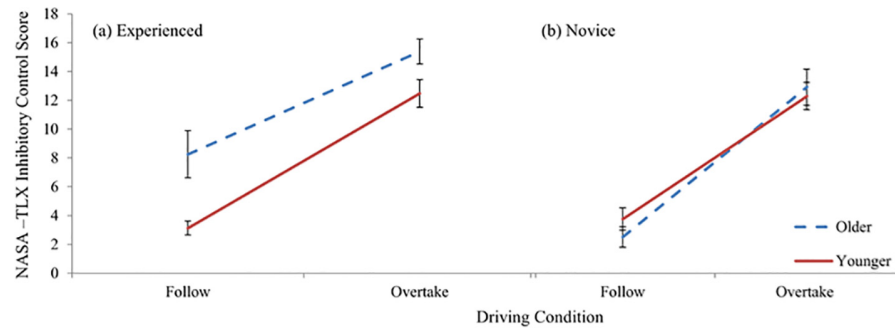 NASA –TLX Inhibitory Control Score
18
16
14
12
10
8
6
4
2
0
(a) Experienced
(b) Novice
Older
Younger
Follow
Overtake
Follow
Overtake
Driving Condition